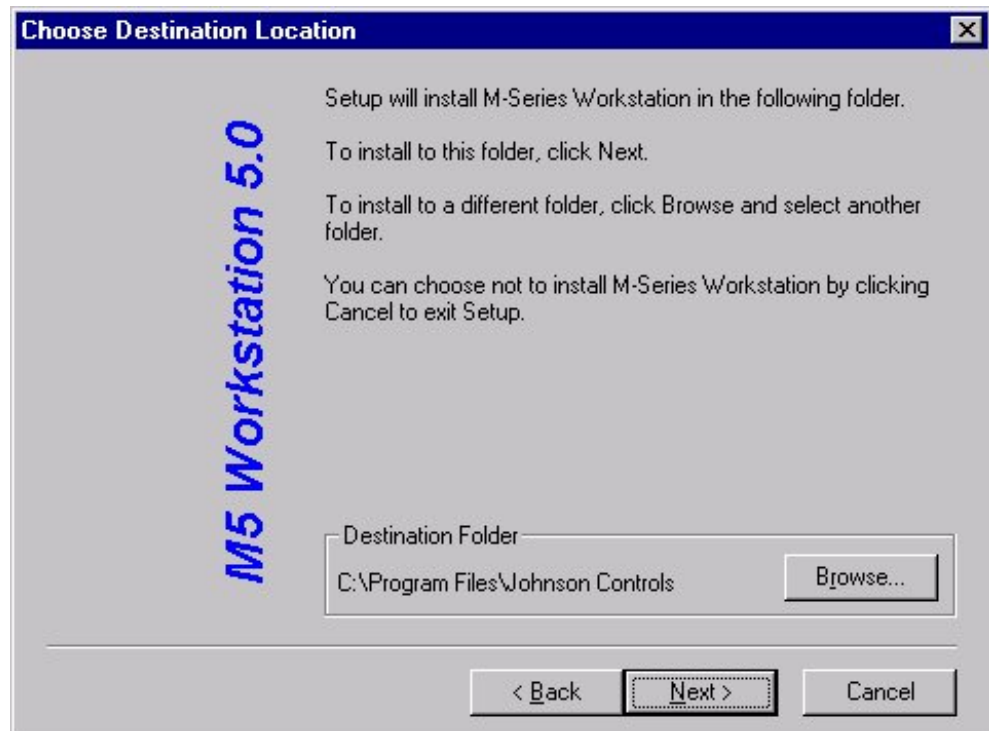 Choose Destination Location
M5 Workstation 5.0
Setup will install M-Series Workstation in the following folder.
To install to this folder, click Next.
To install to a different folder, click Browse and select another
folder.
You can choose not to install M-Series Workstation by clicking
Cancel to exit Setup.
Destination Folder
C:\Program Files\Johnson Controls
Browse...
< Back
Next >
Cancel